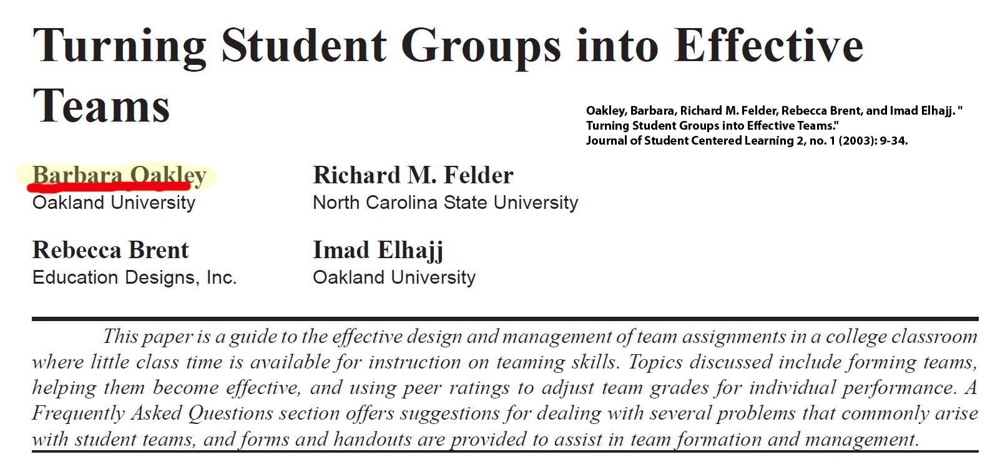 Turning Student Groups into Effective
Teams
Oakley, Barbara, Richard M. Felder, Rebecca Brent, and Imad Elhajj. "
Turning Student Groups into Effective Teams."
Journal of Student Centered Learning 2, no. 1 (2003): 9-34.
Barbara Oakley
Oakland University
Richard M. Felder
North Carolina State University
Rebecca Brent
Education Designs, Inc.
Imad Elhajj
Oakland University
This paper is a guide to the effective design and management of team assignments in a college classroom
where little class time is available for instruction on teaming skills. Topics discussed include forming teams,
helping them become effective, and using peer ratings to adjust team grades for individual performance. A
Frequently Asked Questions section offers suggestions for dealing with several problems that commonly arise
with student teams, and forms and handouts are provided to assist in team formation and management.